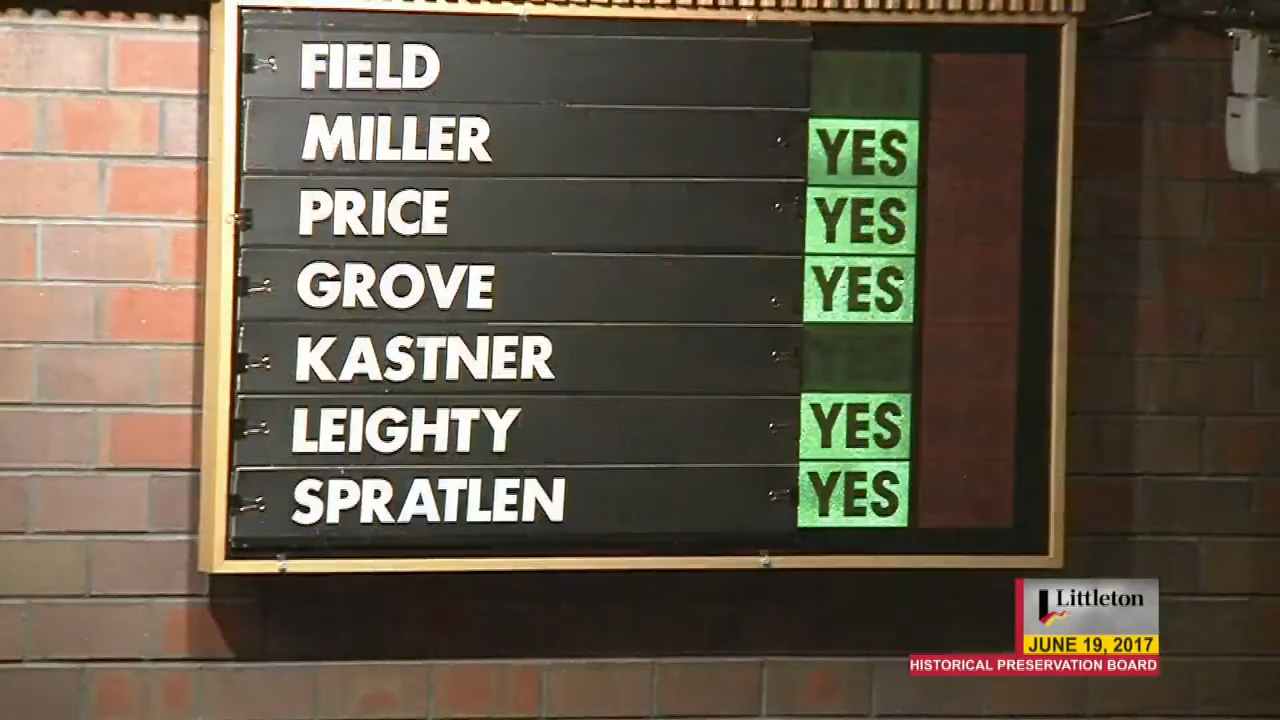 FIELD
MILLER YES
PRICE YES
GROVE YES
KASTNER
LEIGHTY YES
SPRATLEN YES
Littleton
JUNE 19, 2017
HISTORICAL PRESERVATION BOARD